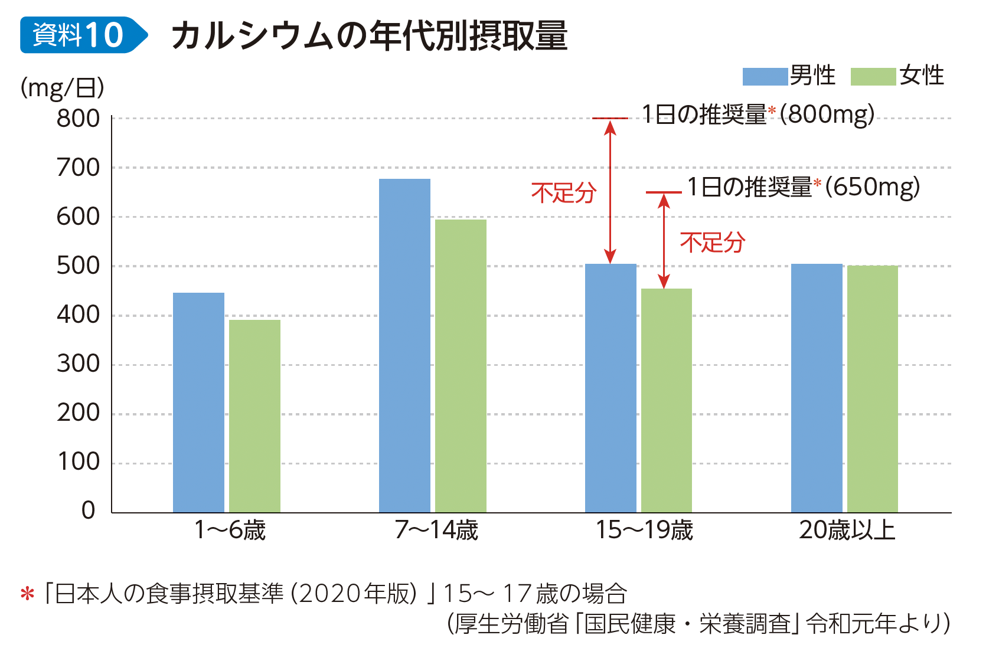 資料10 カルシウムの年代別摂取量
男性 女性
(mg/日)
800
700
600
500
400
300
200
100
0
1日の推奨量*(800mg)
不足分
1日の推奨量*(650mg)
不足分
1〜6歳 7〜14歳 15〜19歳 20歳以上
*「日本人の食事摂取基準(2020年版)」15〜17歳の場合
(厚生労働省「国民健康・栄養調査」令和元年より)